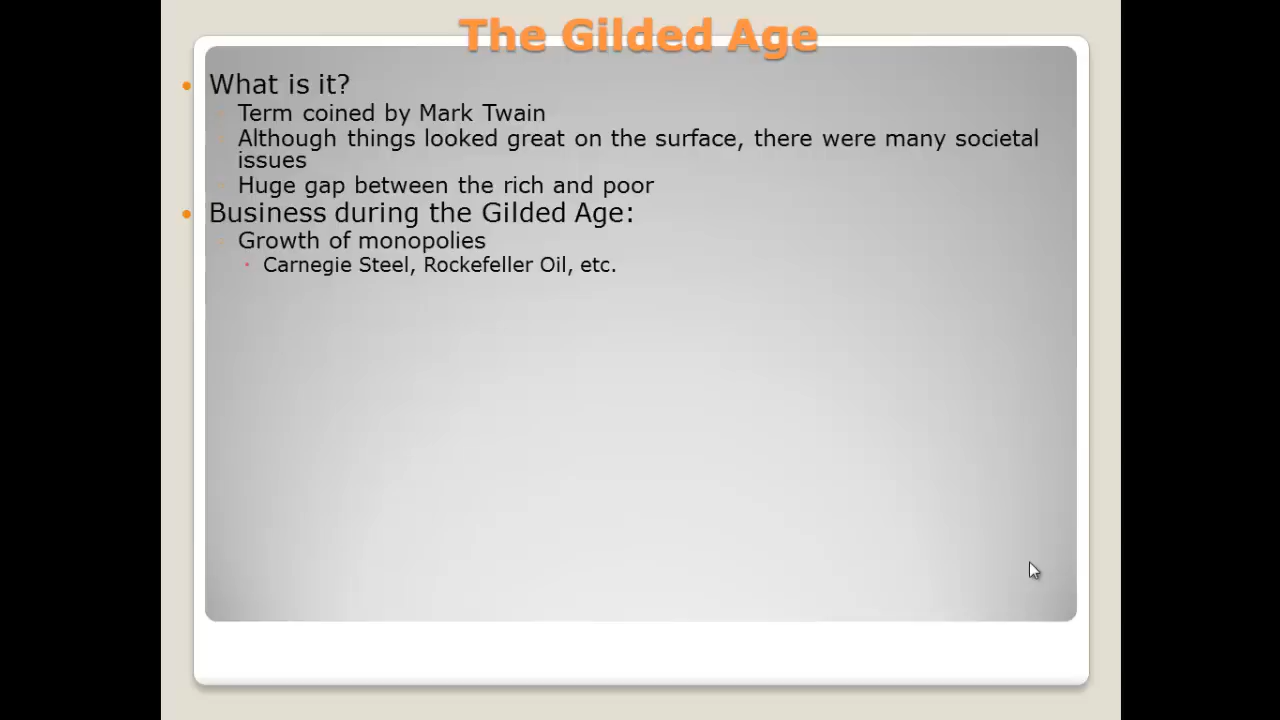 The Gilded Age
What is it?
Term coined by Mark Twain
Although things looked great on the surface, there were many societal
issues
Huge gap between the rich and poor
Business during the Gilded Age:
Growth of monopolies
Carnegie Steel, Rockefeller Oil, etc.